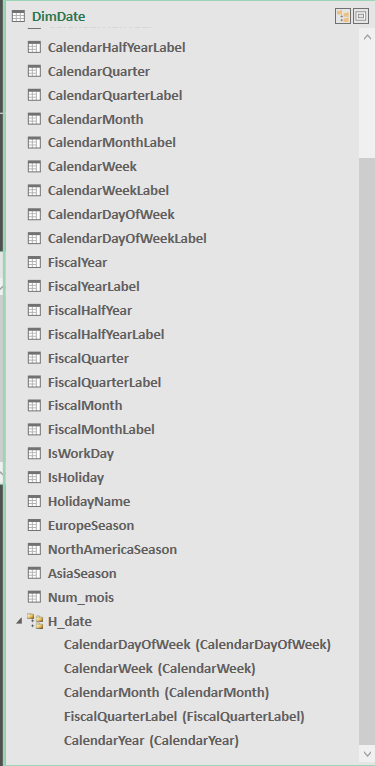 DimDate
CalendarHalfYearLabel
CalendarQuarter
CalendarQuarterLabel
CalendarMonth
CalendarMonthLabel
CalendarWeek
CalendarWeekLabel
CalendarDayOfWeek
CalendarDayOfWeekLabel
FiscalYear
FiscalYearLabel
FiscalHalfYear
FiscalHalfYearLabel
FiscalQuarter
FiscalQuarterLabel
FiscalMonth
FiscalMonthLabel
IsWorkDay
IsHoliday
HolidayName
EuropeSeason
NorthAmericaSeason
AsiaSeason
Num_mois
H_date
CalendarDayOfWeek (CalendarDayOfWeek)
CalendarWeek (CalendarWeek)
CalendarMonth (CalendarMonth)
FiscalQuarterLabel (FiscalQuarterLabel)
CalendarYear (CalendarYear)